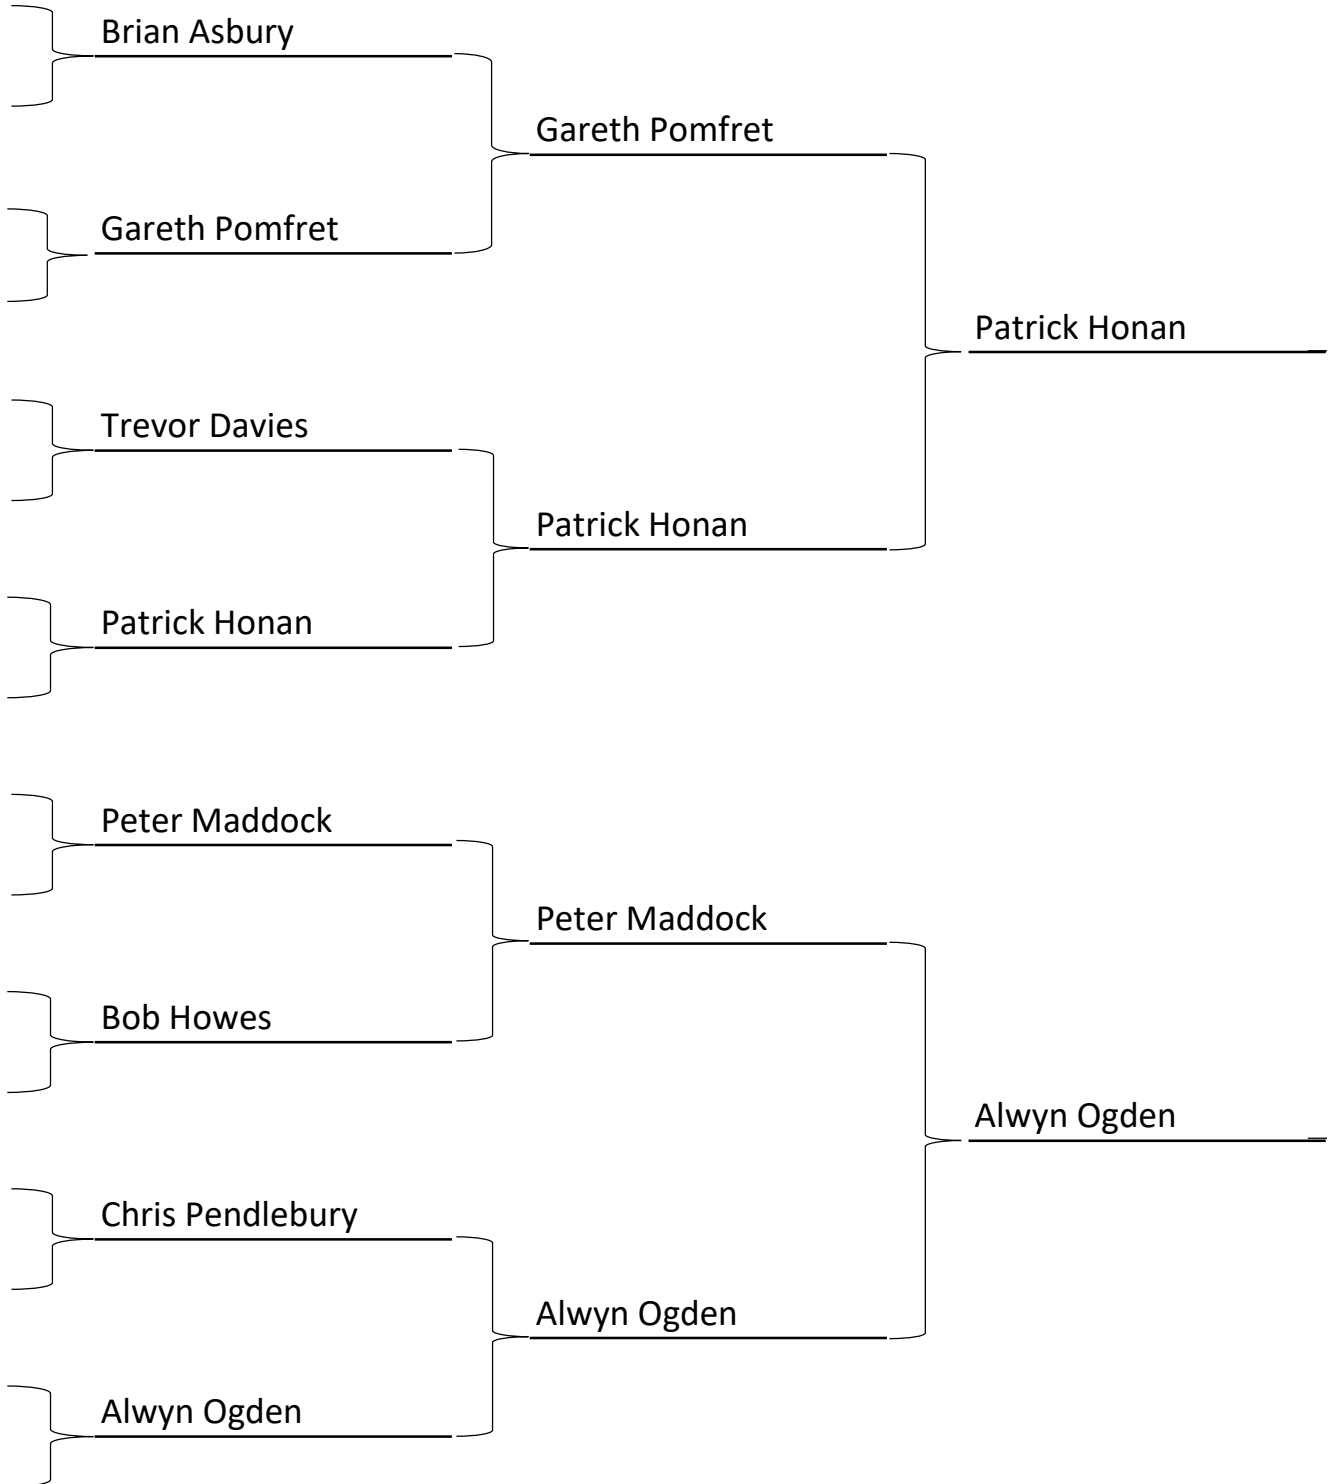 Brian Asbury
Gareth Pomfret
Gareth Pomfret
Patrick Honan
Trevor Davies
Patrick Honan
Patrick Honan
Peter Maddock
Peter Maddock
Bob Howes
Alwyn Ogden
Chris Pendlebury
Alwyn Ogden
Alwyn Ogden